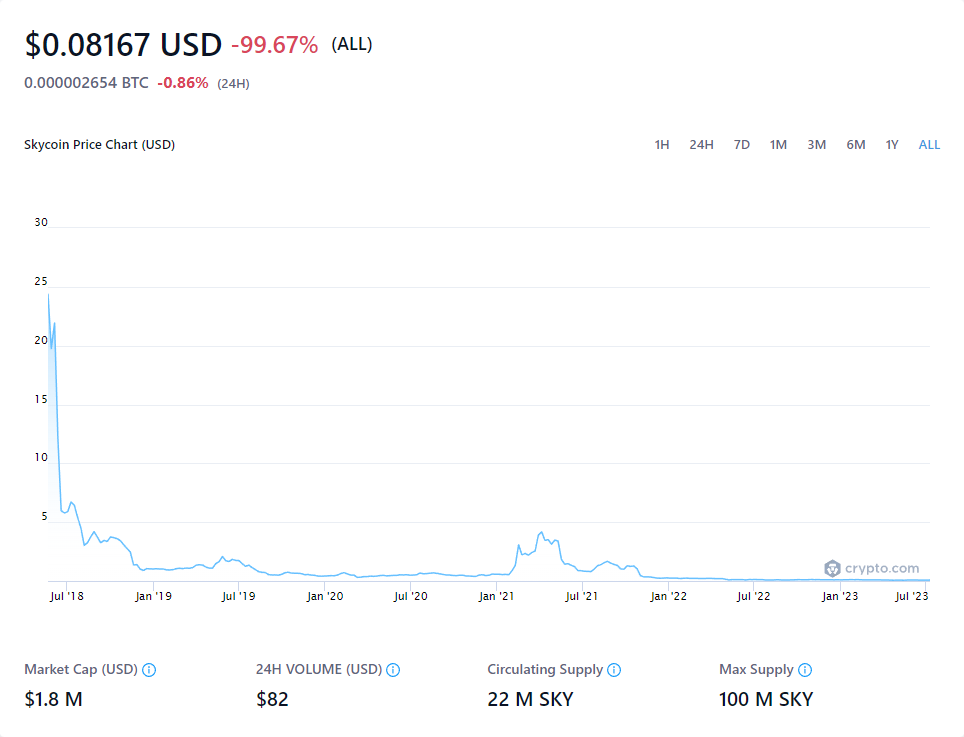 $0.08167 USD -99.67% (ALL)
0.000002654 BTC -0.86% (24H)
Skycoin Price Chart (USD) 1H 24H 7D 1M 3M 6M 1Y ALL
30
25
20
15
10
5
crypto.com
Jul '18 Jan '19 Jul '19 Jan '20 Jul '20 Jan '21 Jul '21 Jan '22 Jul '22 Jan '23 Jul '23
Market Cap (USD) 24H VOLUME (USD) Circulating Supply Max Supply
$1.8 M $82 22 M SKY 100 M SKY